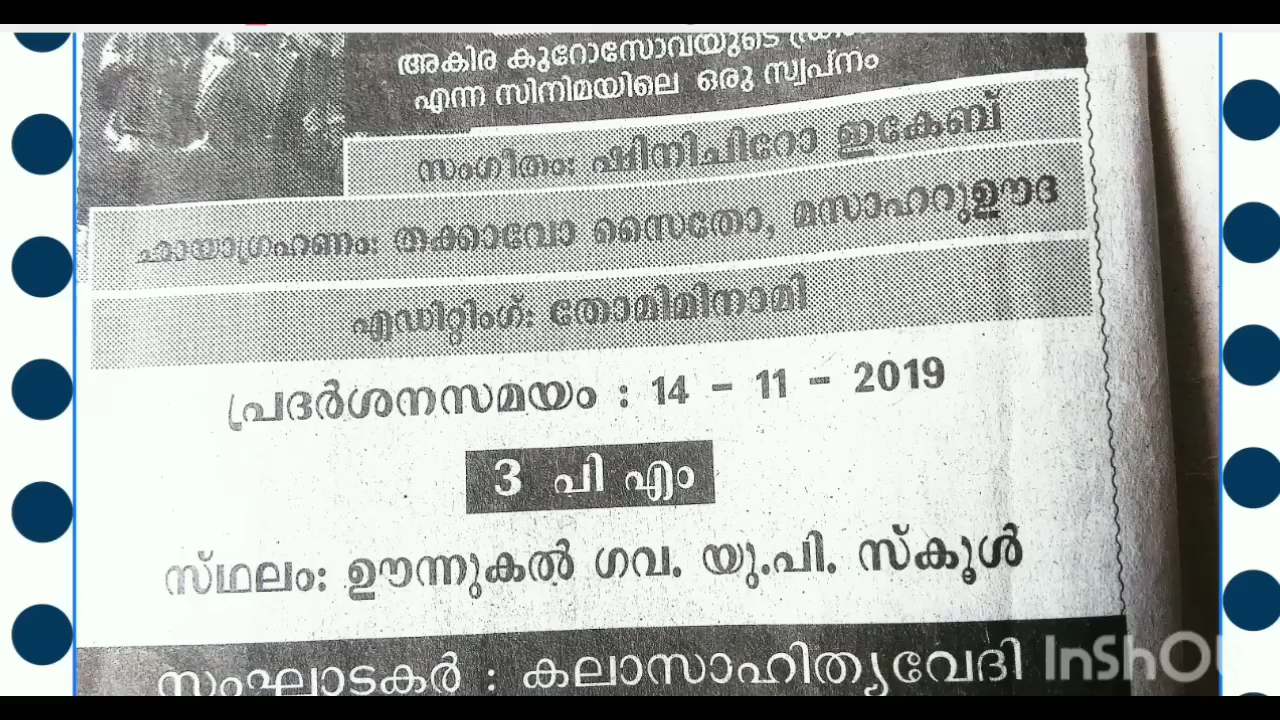 അകിര കുറോസോവയുടെ
എന്ന സിനിമയിലെ ഒരു സ്വപ്നം
സംഗീതം: ഷിനിചിറോ ഇകേബ്
ഛായാഗ്രഹണം: തക്കാവോ സൈതോ, മസാഹറുഊദ
എഡിറ്റിംഗ്: തോമിമിനാമി
പ്രദർശനസമയം : 14 - 11 - 2019
3 പി എം
സ്ഥലം: ഊന്നുകൽ ഗവ. യു.പി. സ്കൂൾ
സംഘാടകർ : കലാസാഹിത്യവേദി
InShO